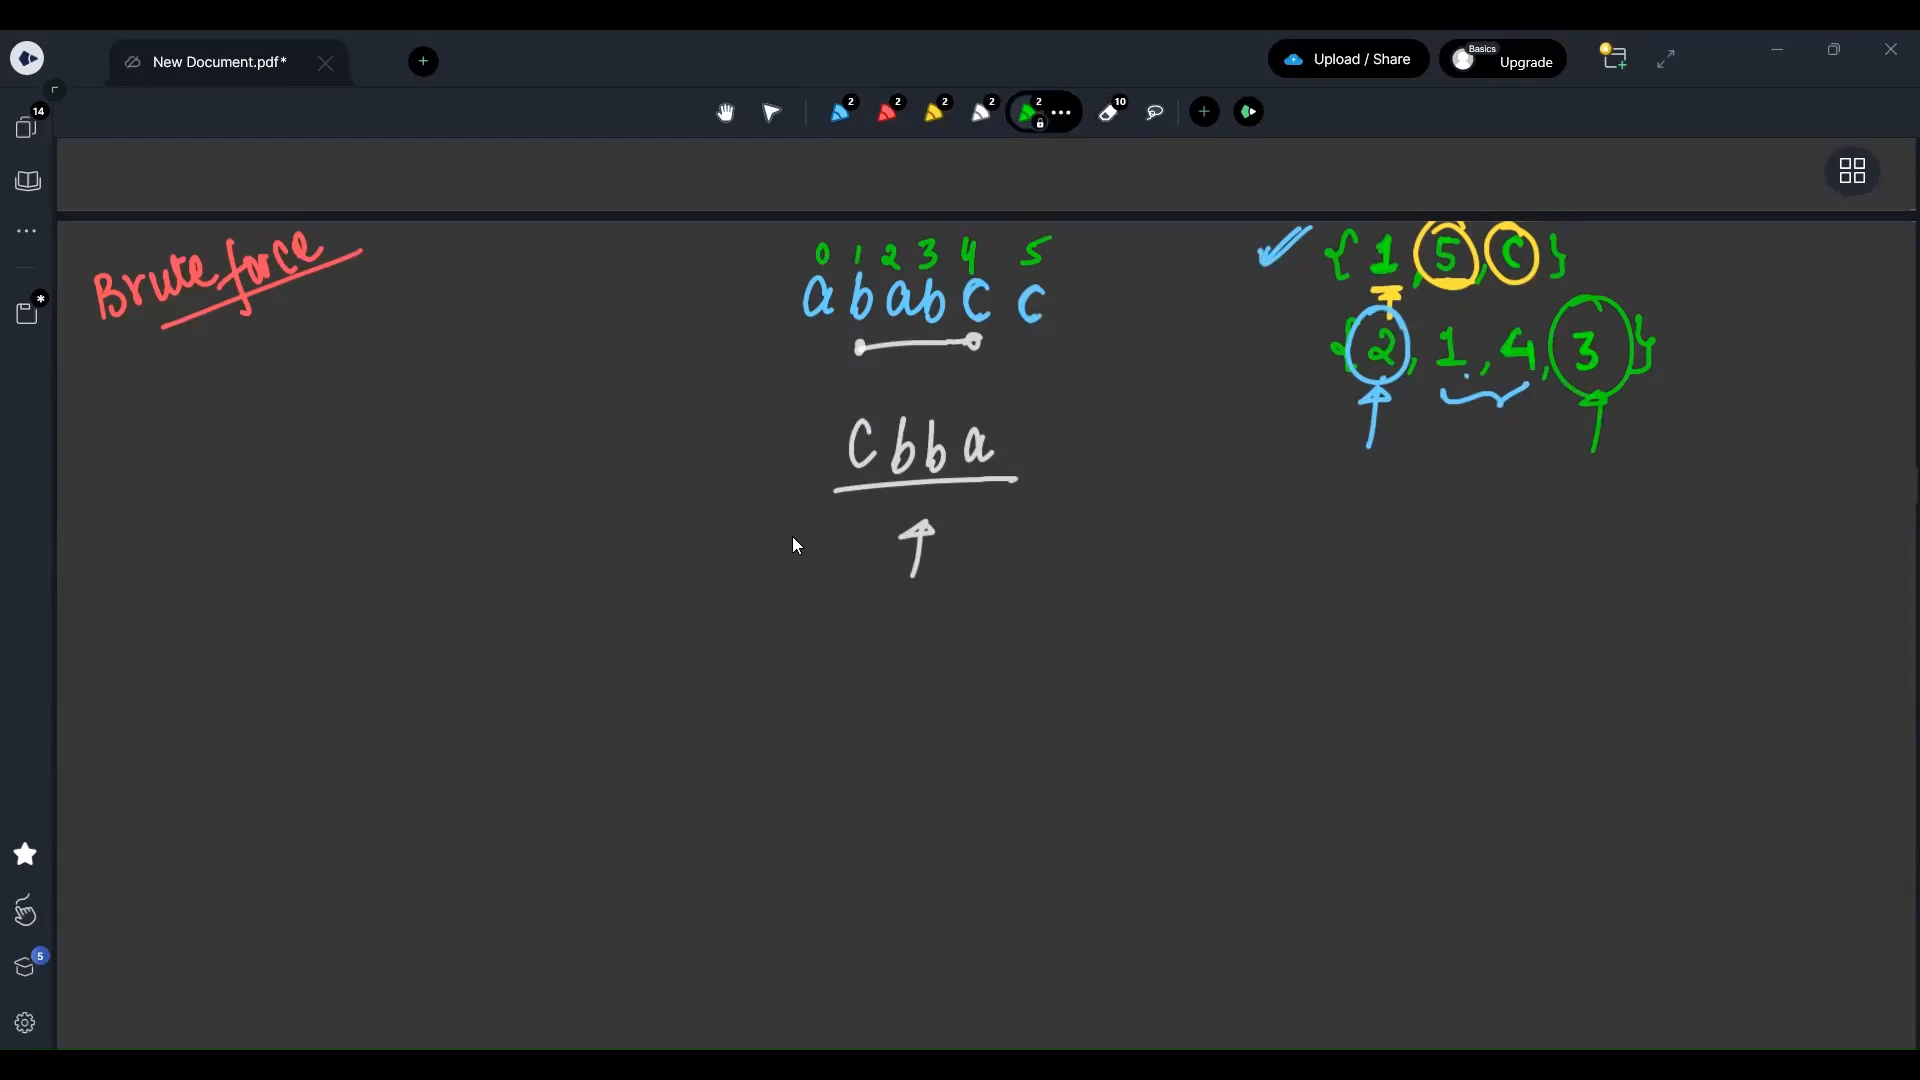 New Document.pdf*
Upload / Share
Basics
Upgrade
14
2 2 2 2 2 10
Brute force
0 1 2 3 4 5
a b a b c c
{ 1 , 5 , c }
{ 2 , 1 , 4 , 3 }
c b b a
5